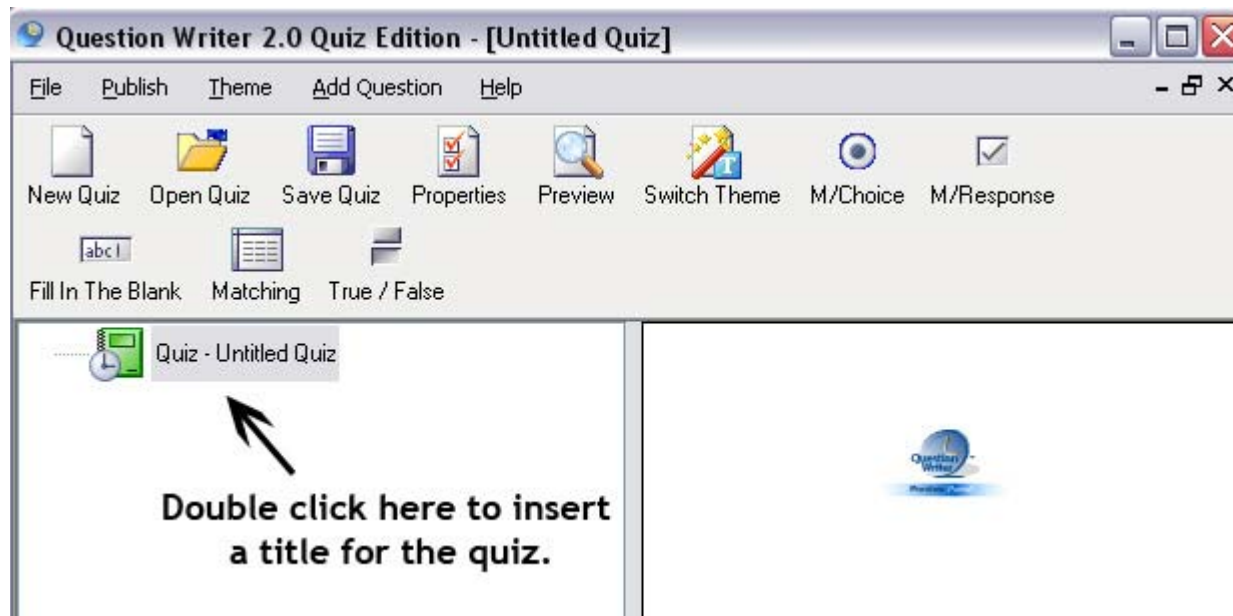 Question Writer 2.0 Quiz Edition - [Untitled Quiz]
File Publish Theme Add Question Help
New Quiz Open Quiz Save Quiz Properties Preview Switch Theme M/Choice M/Response
abc
Fill In The Blank Matching True / False
Quiz - Untitled Quiz
Question
Writer
Double click here to insert
a title for the quiz.